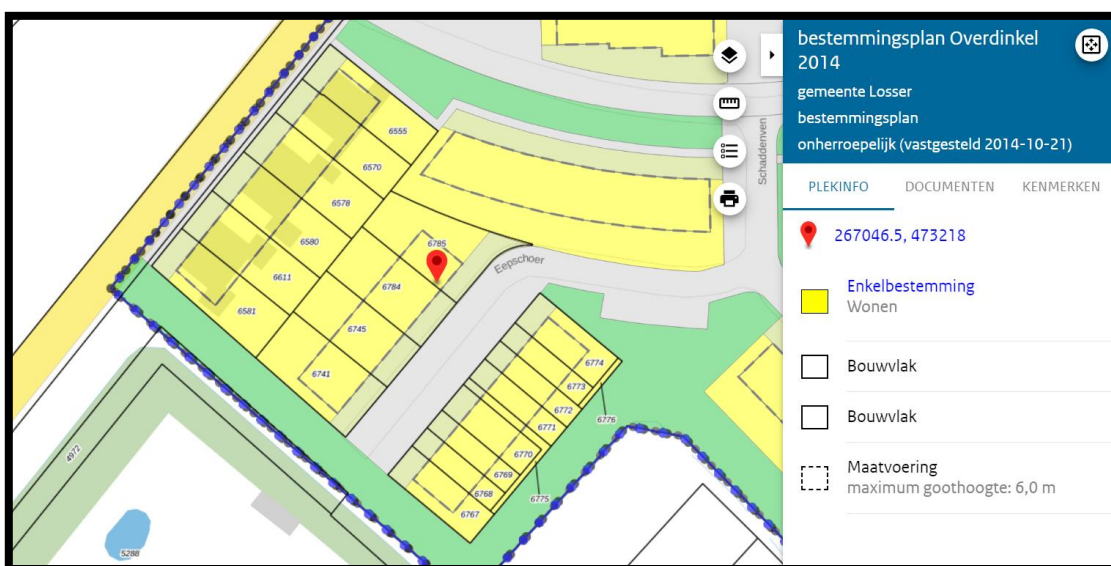 bestemmingsplan Overdinkel
2014
gemeente Losser
bestemmingsplan
onherroepelijk (vastgesteld 2014-10-21)
PLEKINFO DOCUMENTEN KENMERKEN
267046.5, 473218
Enkelbestemming
Wonen
Bouwvlak
Bouwvlak
Maatvoering
maximum goothoogte: 6,0 m
Schaddenven
Eepschoer
6555
6570
6578
6580
6611
6581
6785
6784
6745
6741
6774
6773
6772
6771
6770
6769
6768
6767
6776
6775
4972
5288